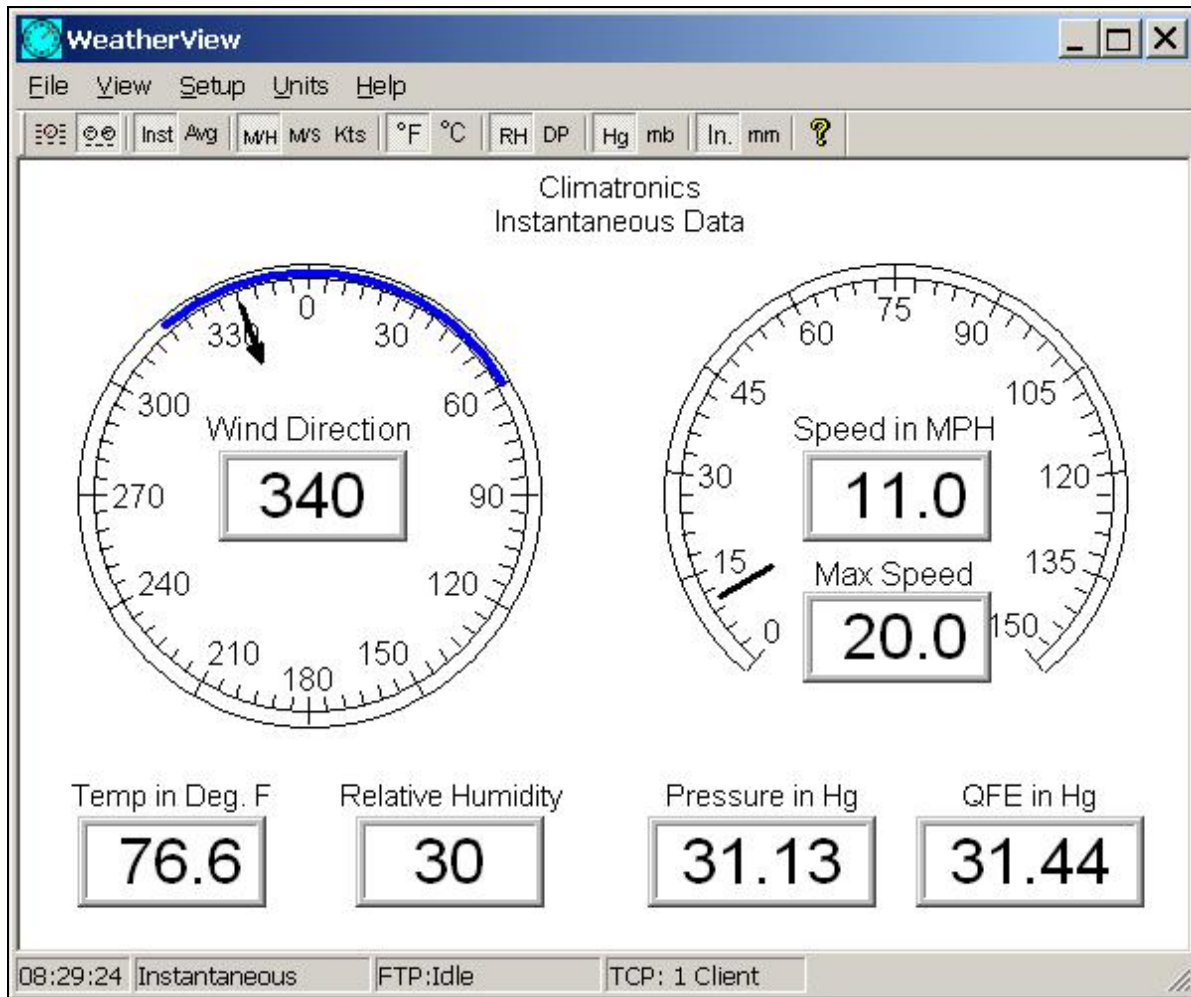 WeatherView
File View Setup Units Help
Inst Avg M/H M/S Kts °F °C RH DP Hg mb In. mm ?
Climatronics
Instantaneous Data
0
30
60
90
120
150
180
210
240
270
300
330
Wind Direction
340
0
15
30
45
60
75
90
105
120
135
150
Speed in MPH
11.0
Max Speed
20.0
Temp in Deg. F
76.6
Relative Humidity
30
Pressure in Hg
31.13
QFE in Hg
31.44
08:29:24 Instantaneous FTP:Idle TCP: 1 Client